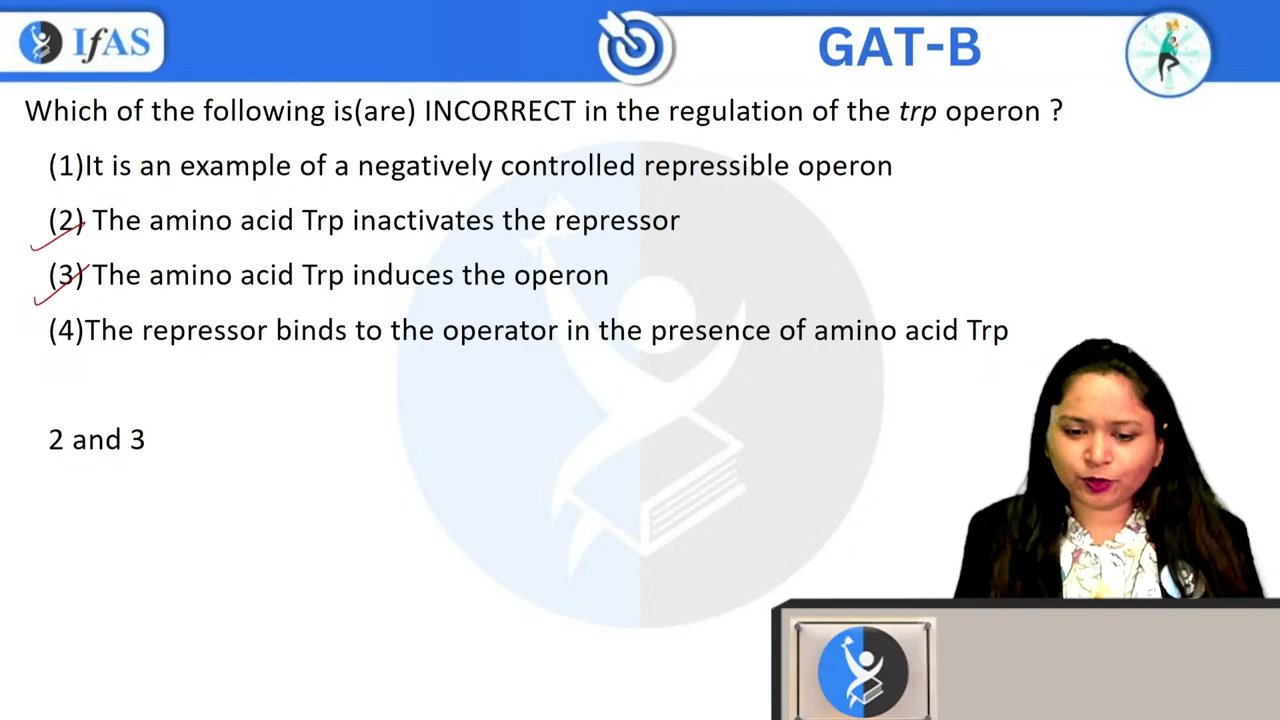 IfAS
GAT-B
Which of the following is(are) INCORRECT in the regulation of the trp operon ?
(1)It is an example of a negatively controlled repressible operon
(2) The amino acid Trp inactivates the repressor
(3) The amino acid Trp induces the operon
(4)The repressor binds to the operator in the presence of amino acid Trp
2 and 3